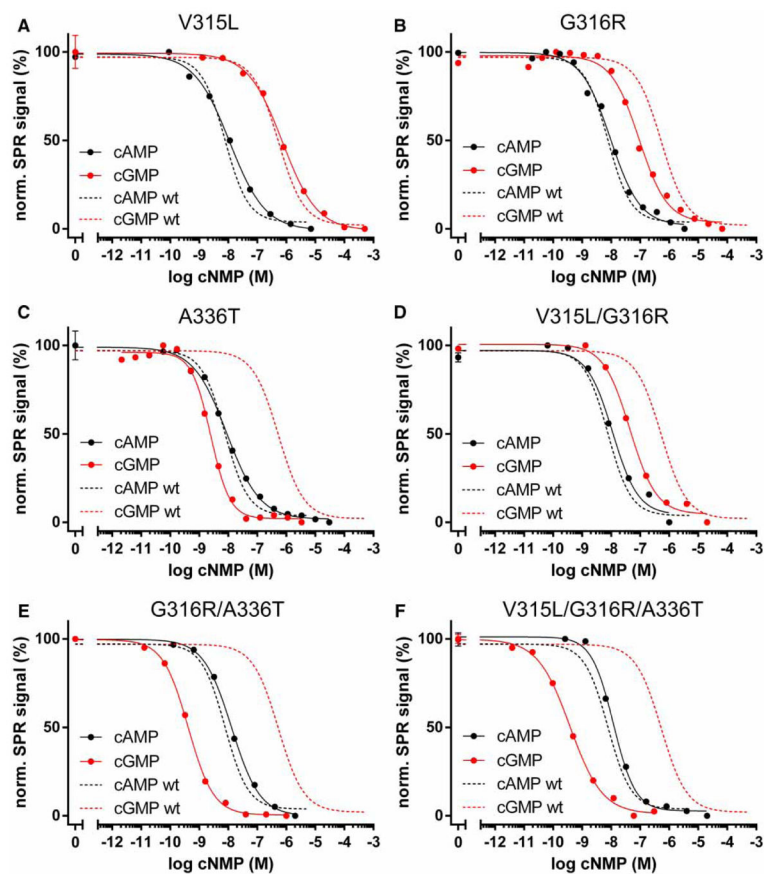 A V315L
norm. SPR signal (%)
100
50
0
cAMP
cGMP
cAMP wt
cGMP wt
0 -12 -11 -10 -9 -8 -7 -6 -5 -4 -3
log cNMP (M)
B G316R
norm. SPR signal (%)
100
50
0
cAMP
cGMP
cAMP wt
cGMP wt
0 -12 -11 -10 -9 -8 -7 -6 -5 -4 -3
log cNMP (M)
C A336T
norm. SPR signal (%)
100
50
0
cAMP
cGMP
cAMP wt
cGMP wt
0 -12 -11 -10 -9 -8 -7 -6 -5 -4 -3
log cNMP (M)
D V315L/G316R
norm. SPR signal (%)
100
50
0
cAMP
cGMP
cAMP wt
cGMP wt
0 -12 -11 -10 -9 -8 -7 -6 -5 -4 -3
log cNMP (M)
E G316R/A336T
norm. SPR signal (%)
100
50
0
cAMP
cGMP
cAMP wt
cGMP wt
0 -12 -11 -10 -9 -8 -7 -6 -5 -4 -3
log cNMP (M)
F V315L/G316R/A336T
norm. SPR signal (%)
100
50
0
cAMP
cGMP
cAMP wt
cGMP wt
0 -12 -11 -10 -9 -8 -7 -6 -5 -4 -3
log cNMP (M)